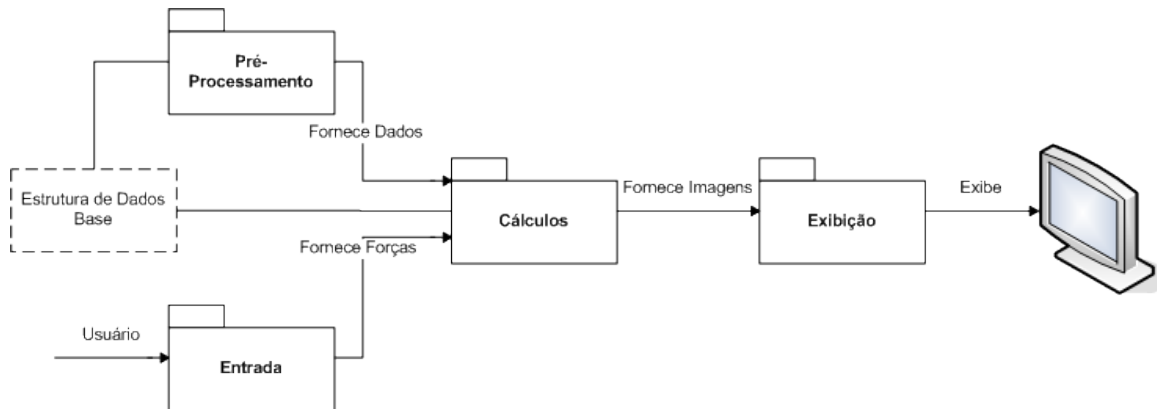 Pré-
Processamento
Fornece Dados
Estrutura de Dados
Base
Cálculos
Fornece Imagens
Exibição
Exibe
Fornece Forças
Usuário
Entrada